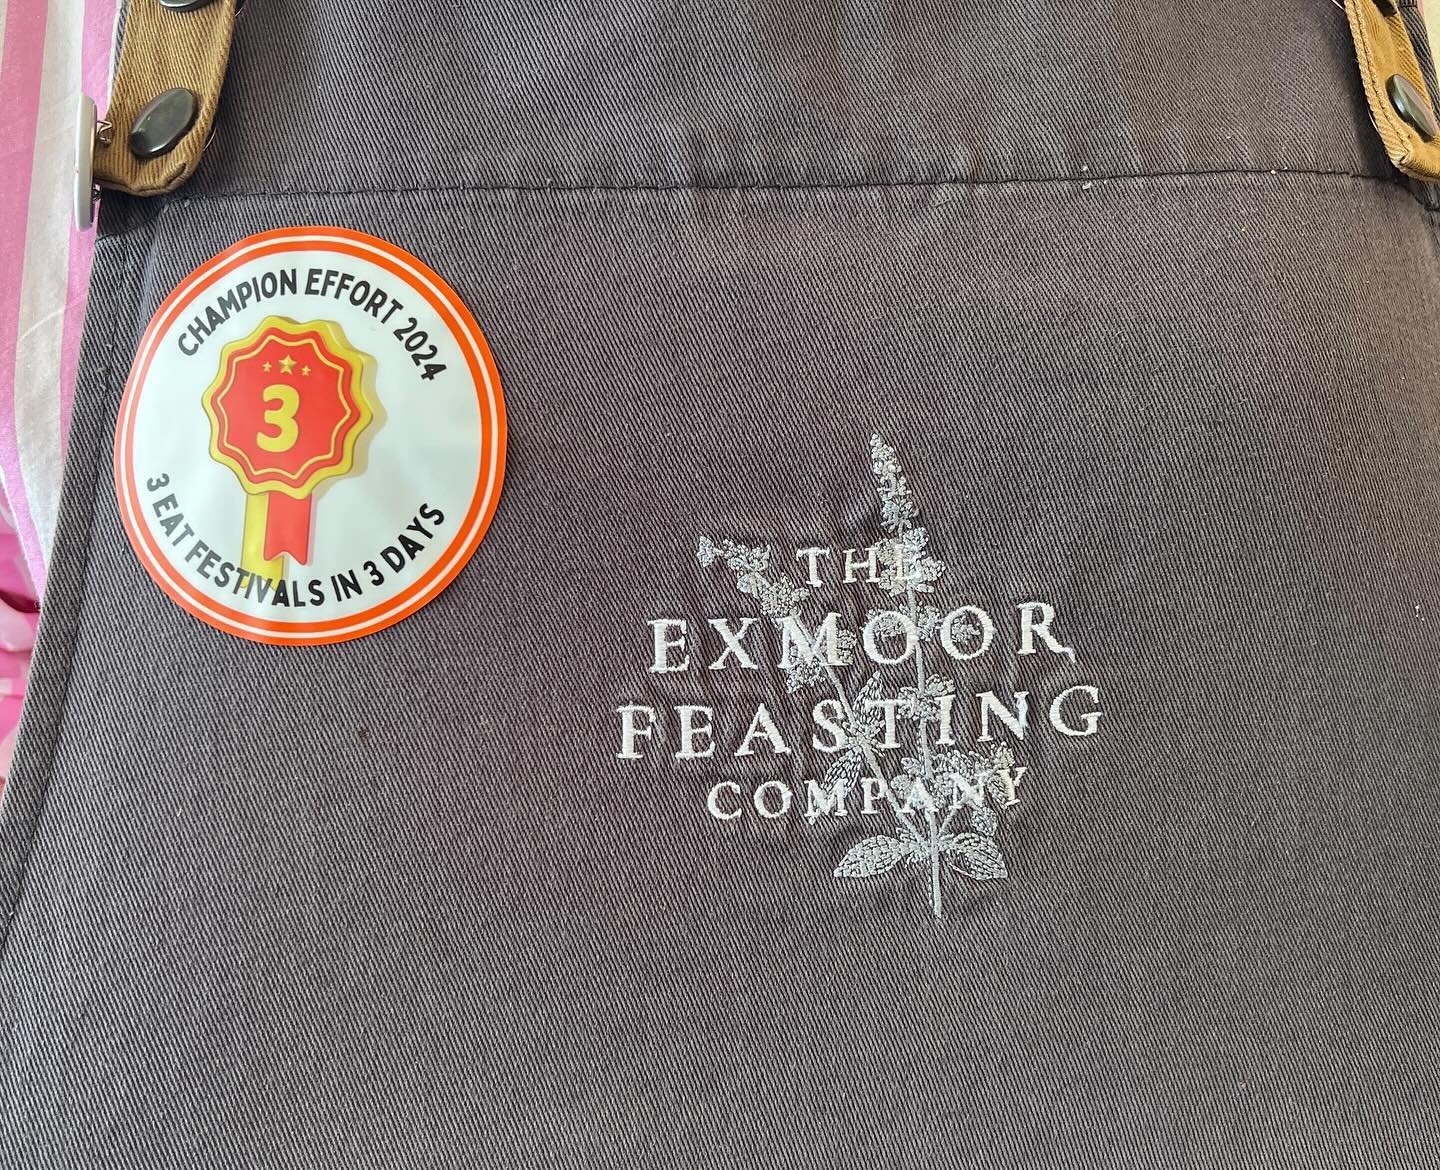 CHAMPION EFFORT 2024
3
3 EAT FESTIVALS IN 3 DAYS
THE
EXMOOR
FEASTING
COMPANY